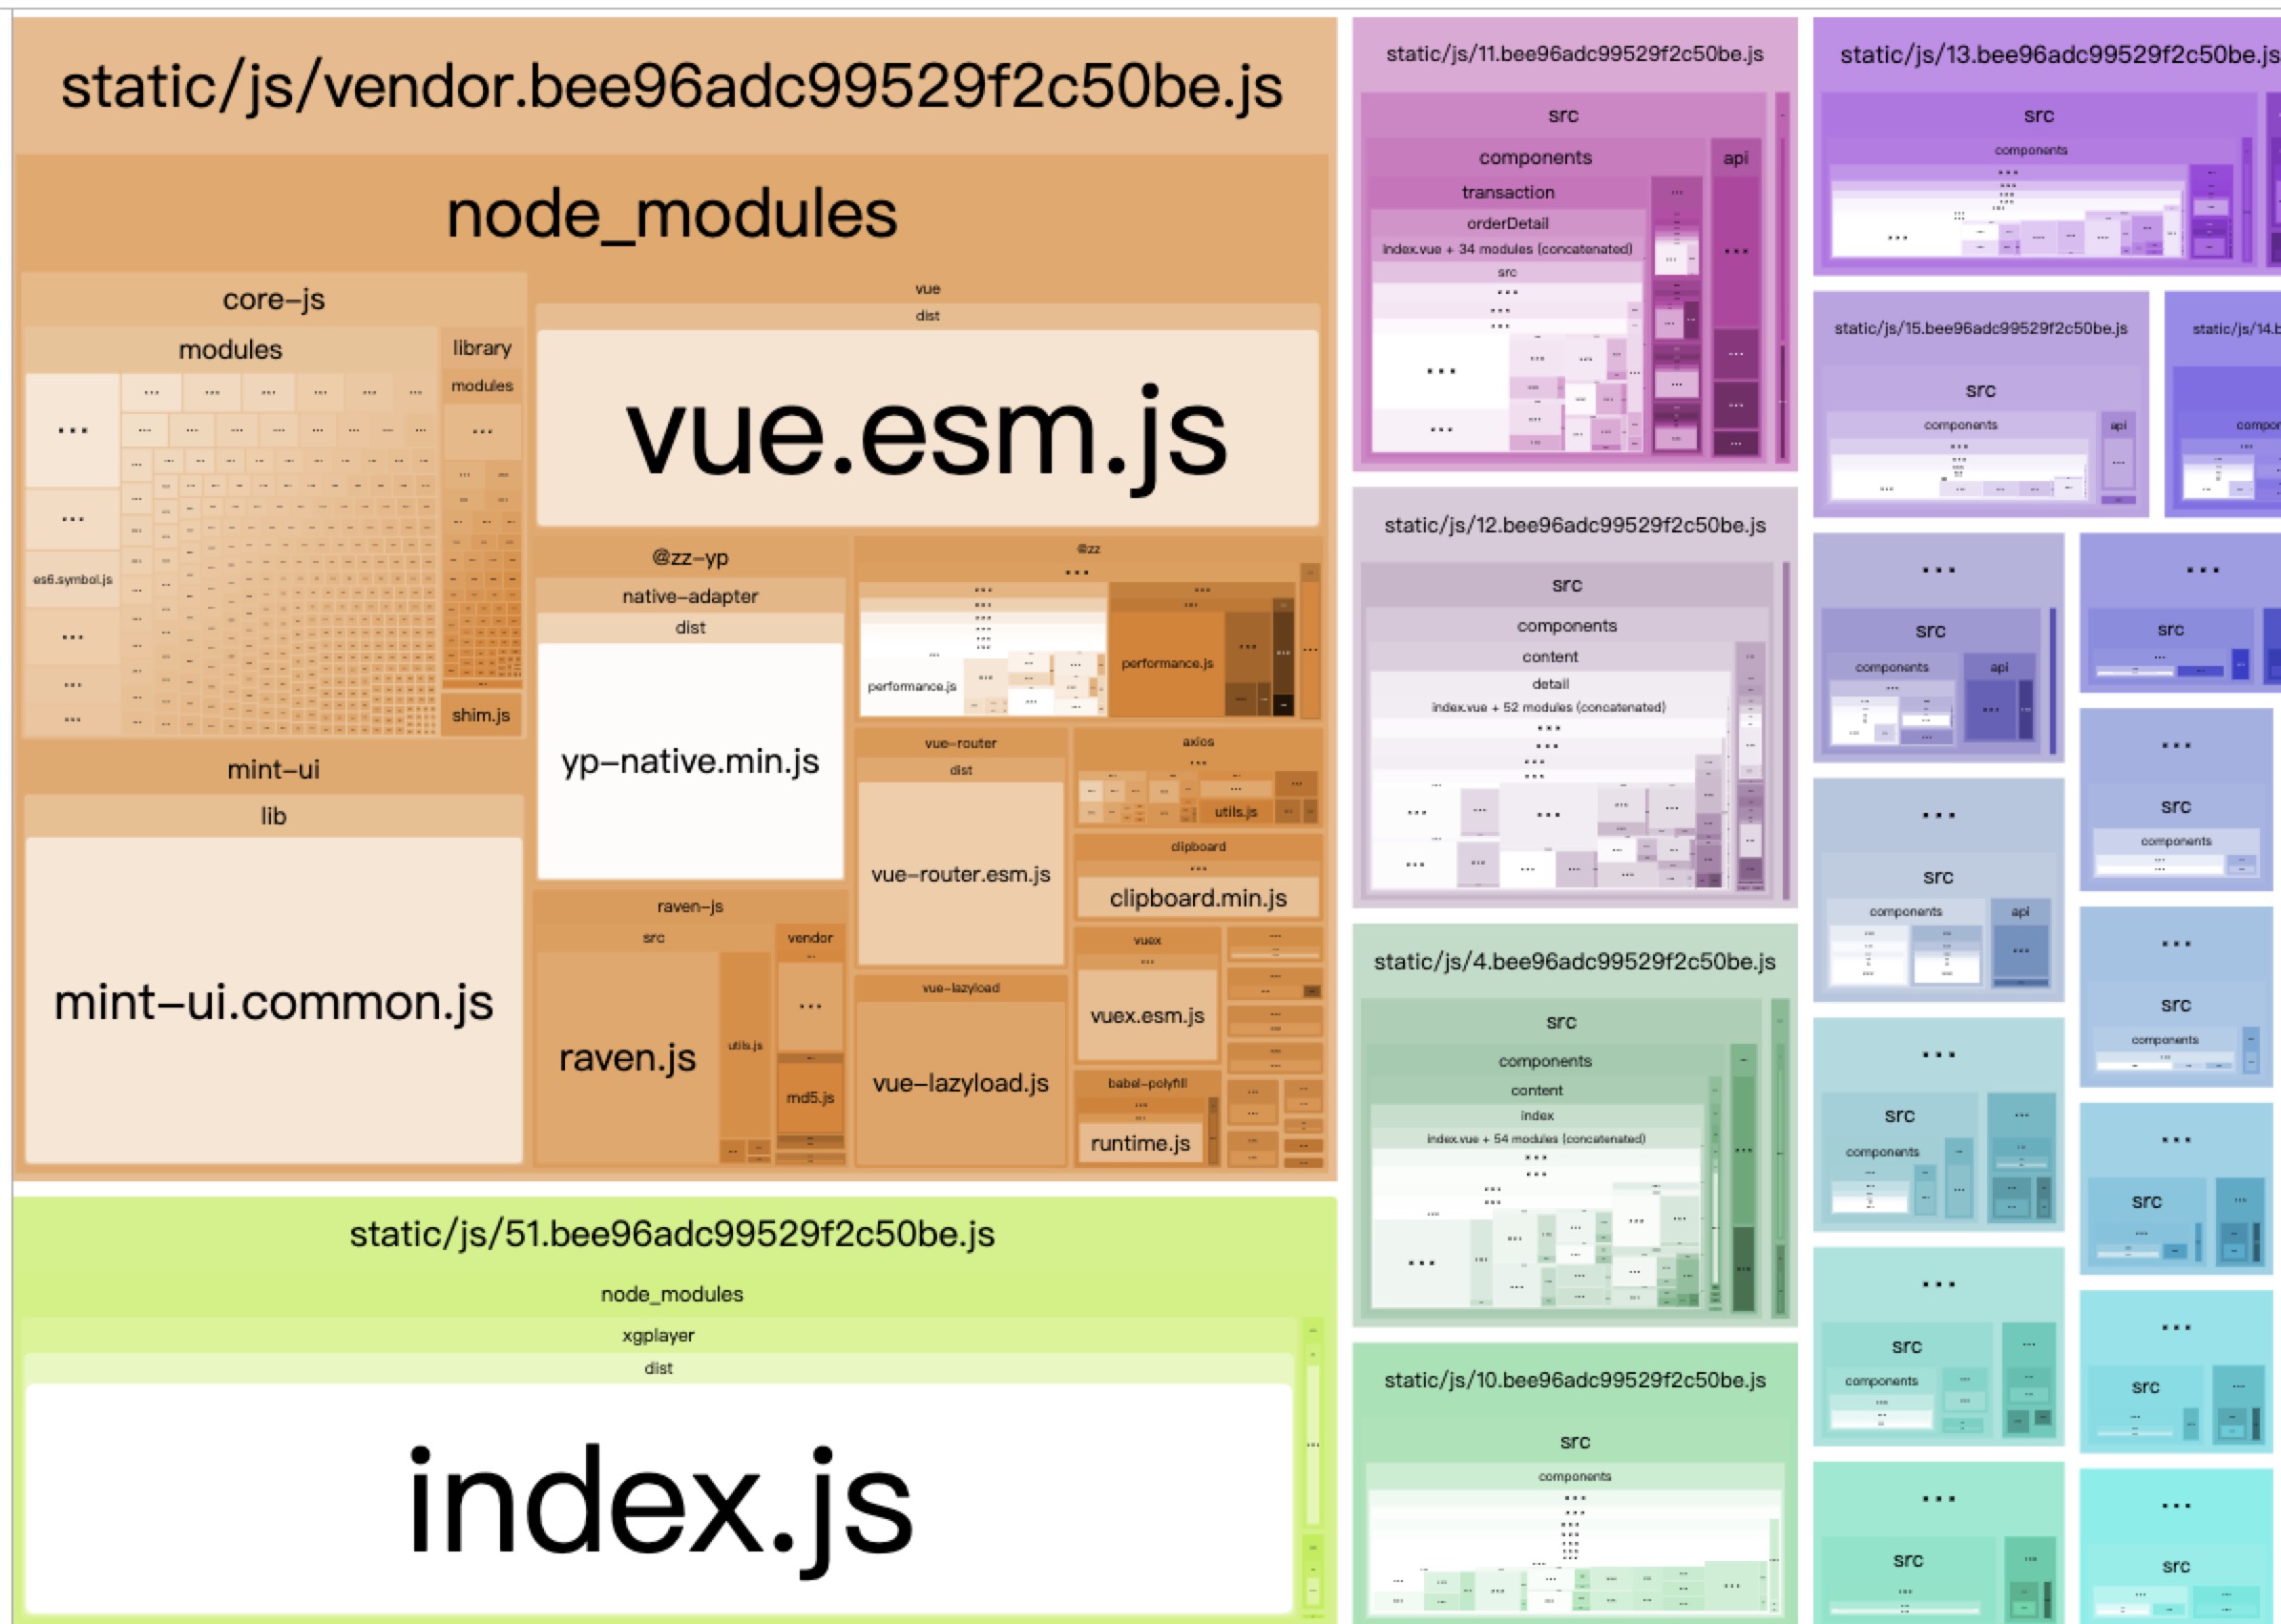 static/js/vendor.bee96adc99529f2c50be.js
node_modules
core-js
modules
library
modules
es6.symbol.js
shim.js
vue
dist
vue.esm.js
mint-ui
lib
mint-ui.common.js
@zz-yp
native-adapter
dist
yp-native.min.js
@zz
performance.js
performance.js
raven-js
src
vendor
raven.js
utils.js
md5.js
vue-router
dist
vue-router.esm.js
vue-lazyload
vue-lazyload.js
axios
utils.js
clipboard
clipboard.min.js
vuex
vuex.esm.js
babel-polyfill
runtime.js
static/js/51.bee96adc99529f2c50be.js
node_modules
xgplayer
dist
index.js
static/js/11.bee96adc99529f2c50be.js
src
components
api
transaction
orderDetail
index.vue + 34 modules (concatenated)
src
static/js/12.bee96adc99529f2c50be.js
src
components
content
detail
index.vue + 52 modules (concatenated)
static/js/4.bee96adc99529f2c50be.js
src
components
content
index
index.vue + 54 modules (concatenated)
static/js/10.bee96adc99529f2c50be.js
src
components
static/js/13.bee96adc99529f2c50be.js
src
components
static/js/15.bee96adc99529f2c50be.js
src
components
api
static/js/14.b
compor
src
components
api
src
src
components
api
src
components
src
components
src
components
src
src
components
src
src
src